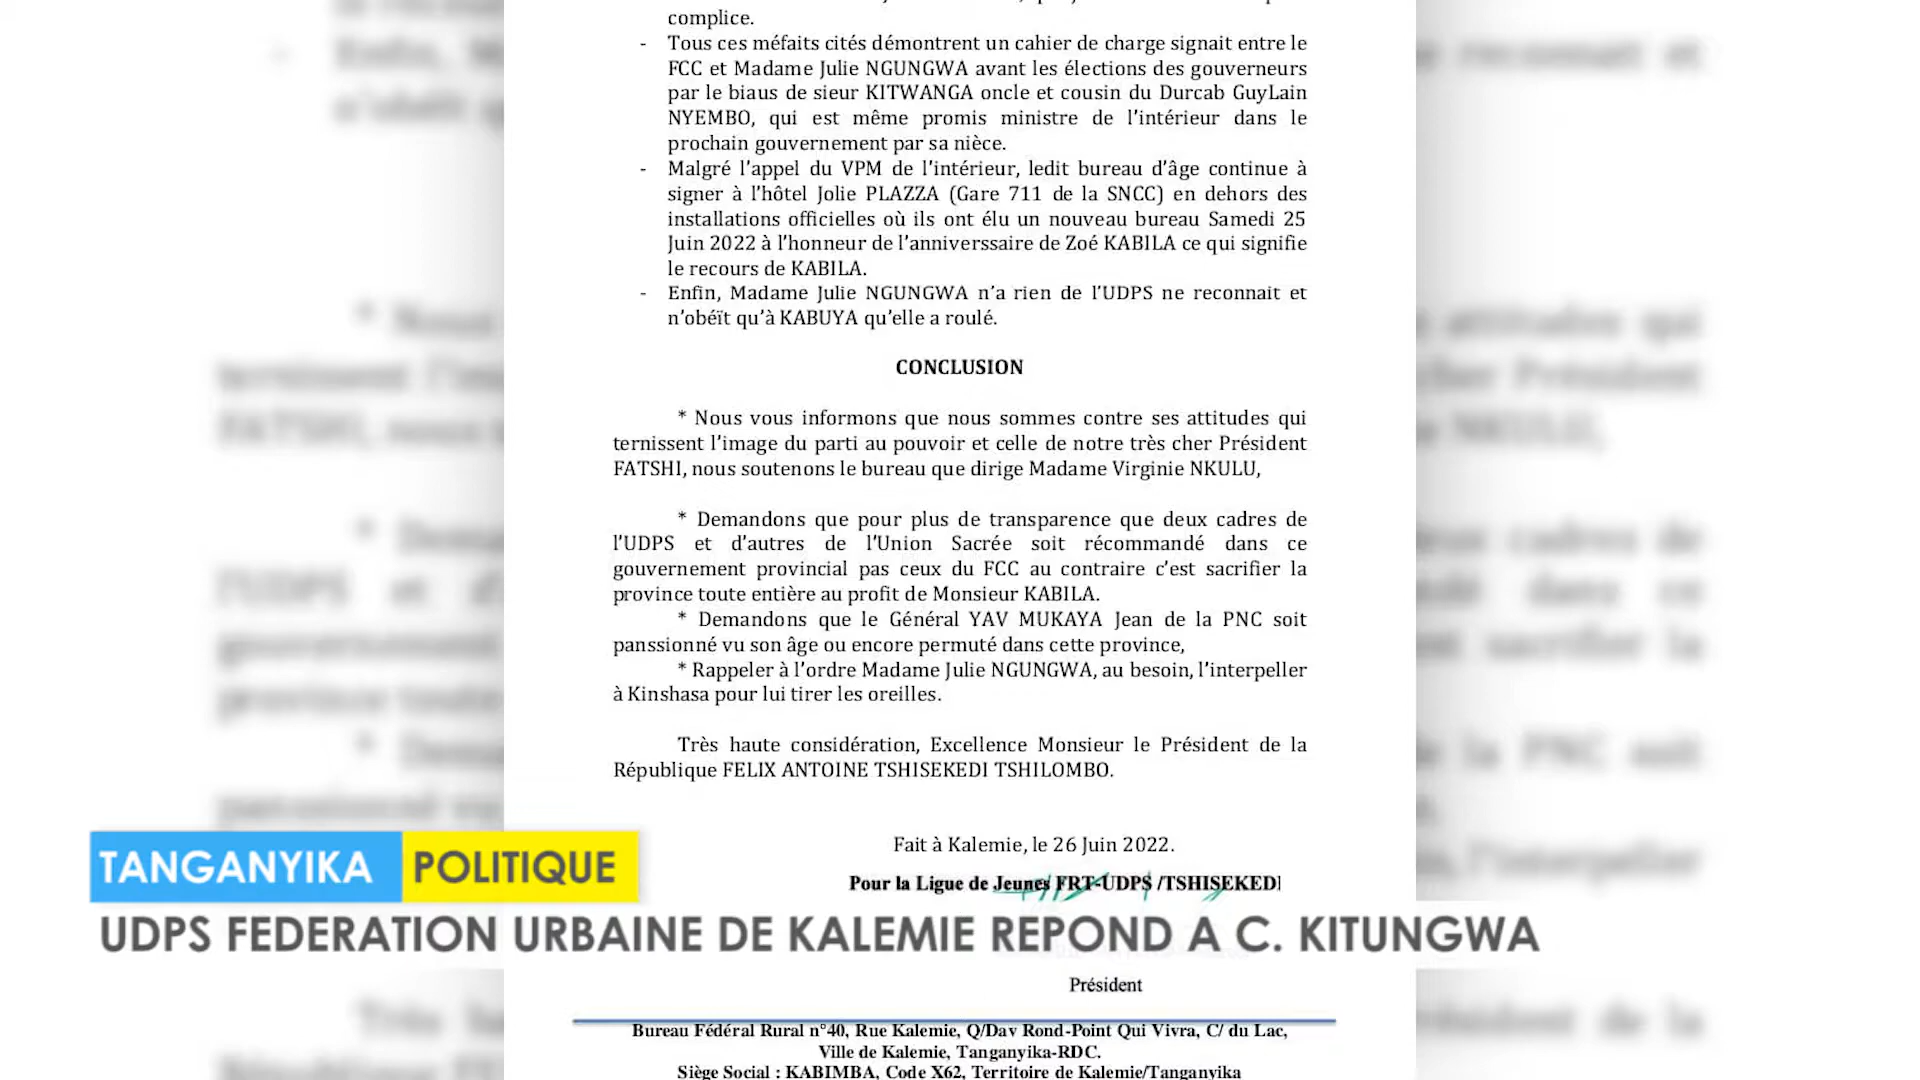 complice.
- Tous ces méfaits cités démontrent un cahier de charge signait entre le
FCC et Madame Julie NGUNGWA avant les élections des gouverneurs
par le biaus de sieur KITWANGA oncle et cousin du Durcab GuyLain
NYEMBO, qui est même promis ministre de l'intérieur dans le
prochain gouvernement par sa nièce.
- Malgré l'appel du VPM de l'intérieur, ledit bureau d'âge continue à
signer à l'hôtel Jolie PLAZZA (Gare 711 de la SNCC) en dehors des
installations officielles où ils ont élu un nouveau bureau Samedi 25
Juin 2022 à l'honneur de l'anniverssaire de Zoé KABILA ce qui signifie
le recours de KABILA.
- Enfin, Madame Julie NGUNGWA n'a rien de l'UDPS ne reconnait et
n'obéït qu'à KABUYA qu'elle a roulé.
CONCLUSION
* Nous vous informons que nous sommes contre ses attitudes qui
ternissent l'image du parti au pouvoir et celle de notre très cher Président
FATSHI, nous soutenons le bureau que dirige Madame Virginie NKULU,
* Demandons que pour plus de transparence que deux cadres de
l'UDPS et d'autres de l'Union Sacrée soit récommandé dans ce
gouvernement provincial pas ceux du FCC au contraire c'est sacrifier la
province toute entière au profit de Monsieur KABILA.
* Demandons que le Général YAV MUKAYA Jean de la PNC soit
panssionné vu son âge ou encore permuté dans cette province,
* Rappeler à l'ordre Madame Julie NGUNGWA, au besoin, l'interpeller
à Kinshasa pour lui tirer les oreilles.
Très haute considération, Excellence Monsieur le Président de la
République FELIX ANTOINE TSHISEKEDI TSHILOMBO.
Fait à Kalemie, le 26 Juin 2022.
Pour la Ligue de Jeunes FRT-UDPS /TSHISEKEDI
TANGANYIKA POLITIQUE
UDPS FEDERATION URBAINE DE KALEMIE REPOND A C. KITUNGWA
Président
Bureau Fédéral Rural n°40, Rue Kalemie, Q/Dav Rond-Point Qui Vivra, C/ du Lac,
Ville de Kalemie, Tanganyika-RDC.
Siège Social : KABIMBA, Code X62, Territoire de Kalemie/Tanganyika